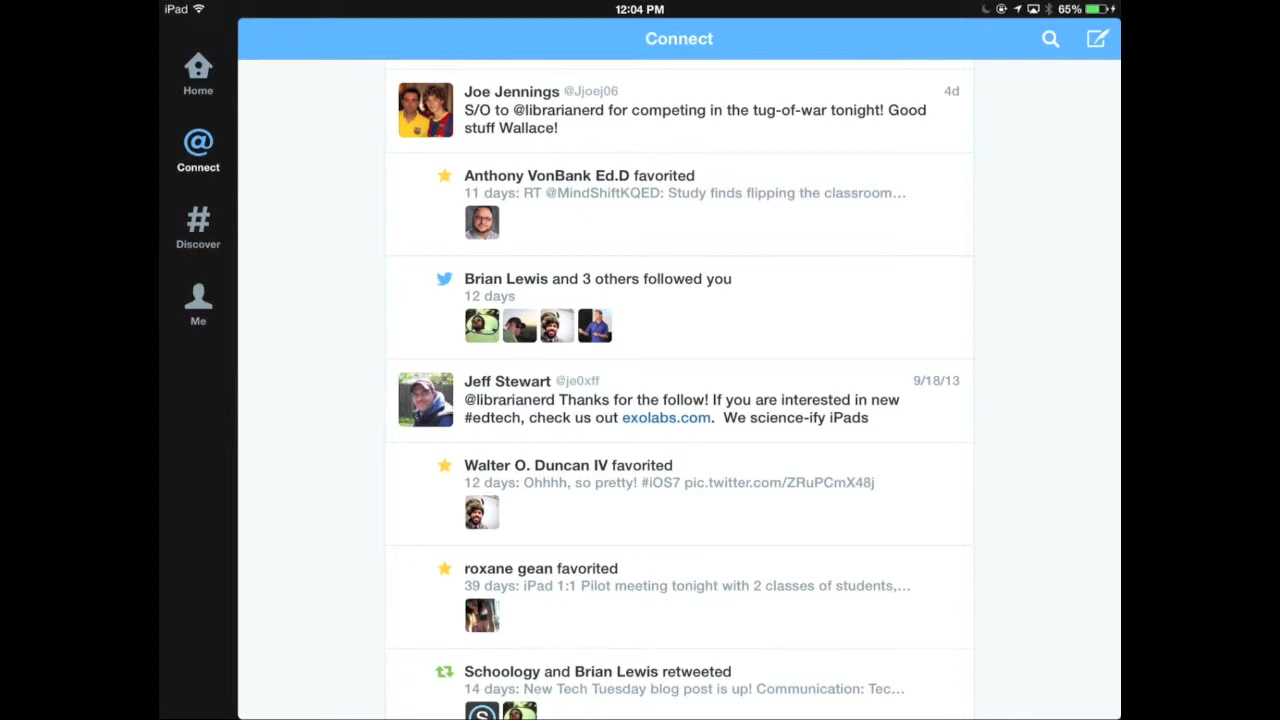 iPad
12:04 PM
65%
Connect
Home
Connect
Discover
Me
Joe Jennings @Jjoej06 4d
S/O to @librarianerd for competing in the tug-of-war tonight! Good
stuff Wallace!
Anthony VonBank Ed.D favorited
11 days: RT @MindShiftKQED: Study finds flipping the classroom…
Brian Lewis and 3 others followed you
12 days
Jeff Stewart @je0xff 9/18/13
@librarianerd Thanks for the follow! If you are interested in new
#edtech, check us out exolabs.com.  We science-ify iPads
Walter O. Duncan IV favorited
12 days: Ohhhh, so pretty! #iOS7 pic.twitter.com/ZRuPCmX48j
roxane gean favorited
39 days: iPad 1:1 Pilot meeting tonight with 2 classes of students,…
Schoology and Brian Lewis retweeted
14 days: New Tech Tuesday blog post is up! Communication: Tec…
S